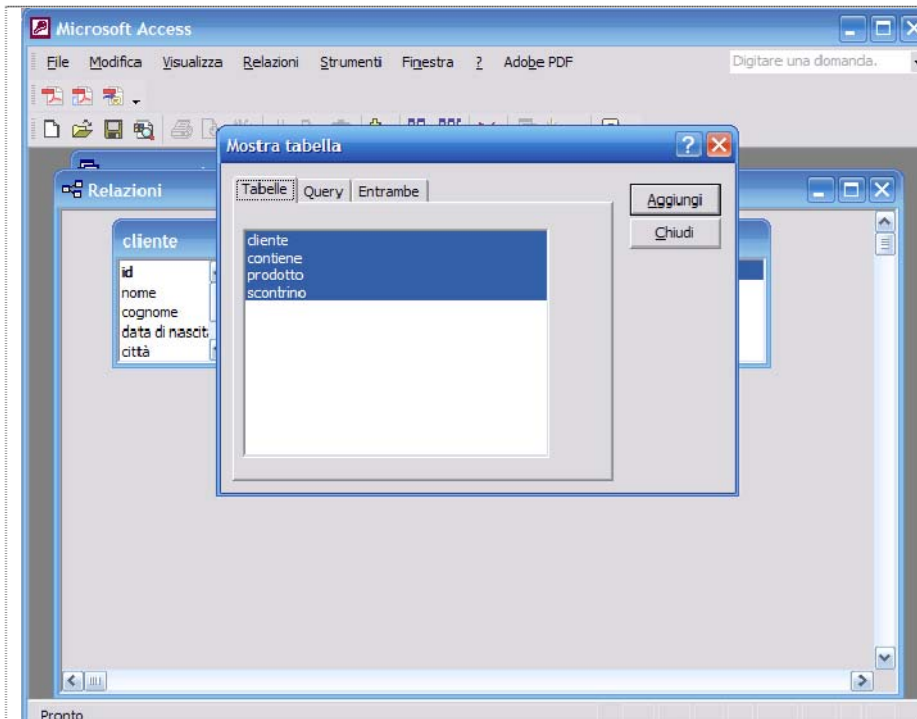 Microsoft Access
File Modifica Visualizza Relazioni Strumenti Finestra ? Adobe PDF Digitare una domanda.
Mostra tabella
Relazioni
Tabelle Query Entrambe
Aggiungi
Chiudi
cliente
id
nome
cognome
data di nascit
città
cliente
contiene
prodotto
scontrino
Pronto